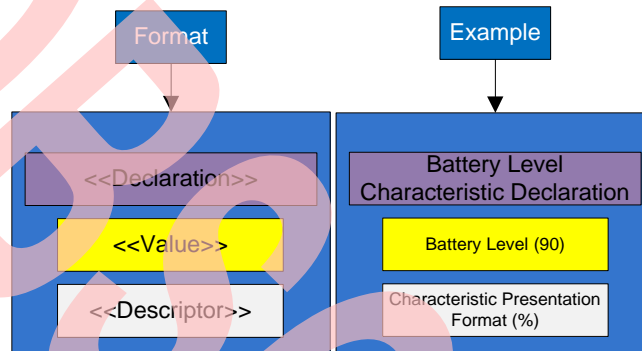 Format
Example
<<Declaration>>
<<Value>>
<<Descriptor>>
Battery Level
Characteristic Declaration
Battery Level (90)
Characteristic Presentation
Format (%)